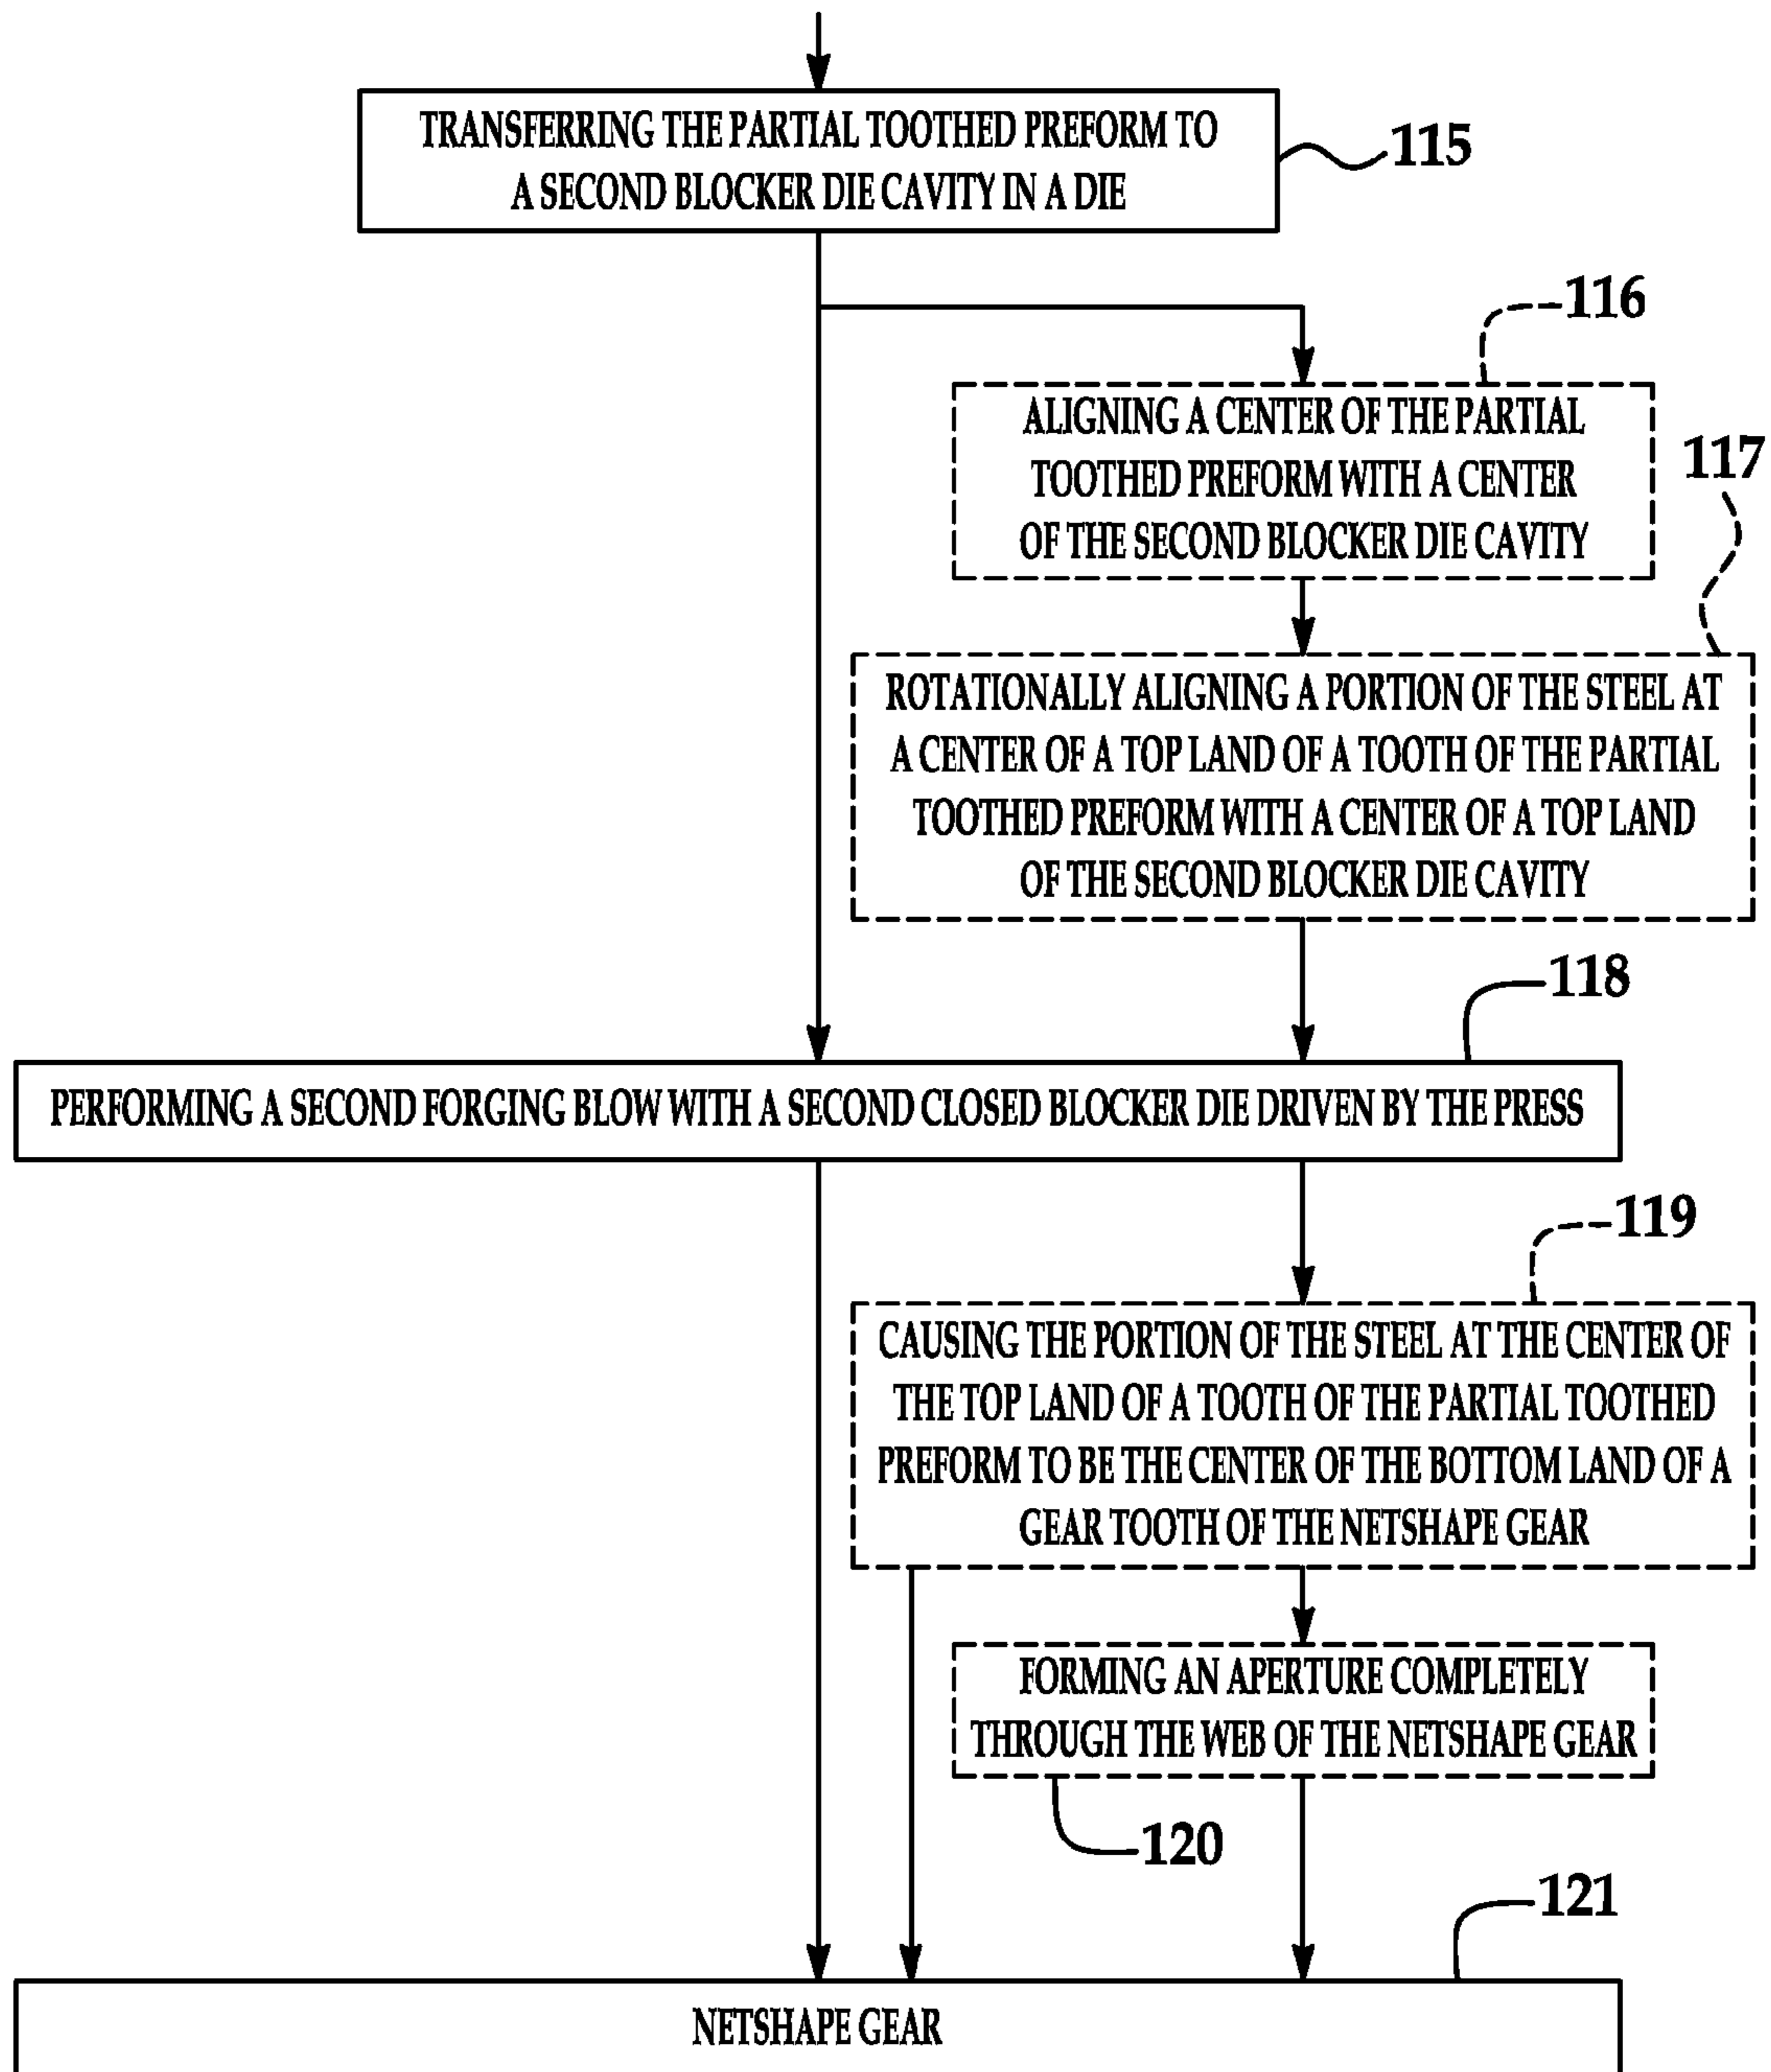 TRANSFERRING THE PARTIAL TOOTHED PREFORM TO
A SECOND BLOCKER DIE CAVITY IN A DIE
115
116
ALIGNING A CENTER OF THE PARTIAL
TOOTHED PREFORM WITH A CENTER
OF THE SECOND BLOCKER DIE CAVITY
117
ROTATIONALLY ALIGNING A PORTION OF THE STEEL AT
A CENTER OF A TOP LAND OF A TOOTH OF THE PARTIAL
TOOTHED PREFORM WITH A CENTER OF A TOP LAND
OF THE SECOND BLOCKER DIE CAVITY
118
PERFORMING A SECOND FORGING BLOW WITH A SECOND CLOSED BLOCKER DIE DRIVEN BY THE PRESS
119
CAUSING THE PORTION OF THE STEEL AT THE CENTER OF
THE TOP LAND OF A TOOTH OF THE PARTIAL TOOTHED
PREFORM TO BE THE CENTER OF THE BOTTOM LAND OF A
GEAR TOOTH OF THE NETSHAPE GEAR
FORMING AN APERTURE COMPLETELY
THROUGH THE WEB OF THE NETSHAPE GEAR
120
121
NETSHAPE GEAR